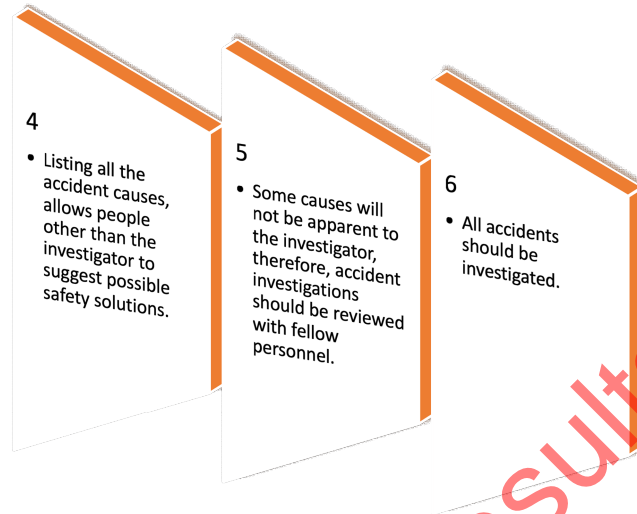 4
• Listing all the
accident causes,
allows people
other than the
investigator to
suggest possible
safety solutions.
5
• Some causes will
not be apparent to
the investigator,
therefore, accident
investigations
should be reviewed
with fellow
personnel.
6
• All accidents
should be
investigated.